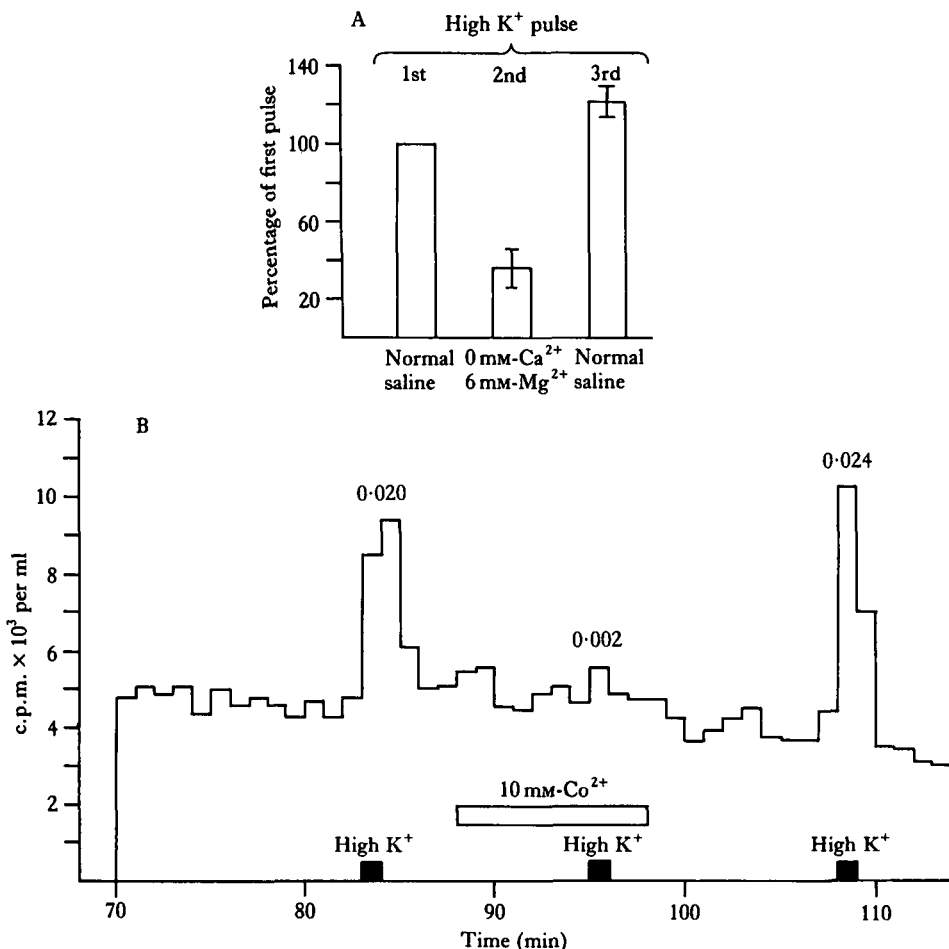 A
High K+ pulse
1st 2nd 3rd
140
100
60
20
Percentage of first pulse
Normal 0 mM-Ca2+ Normal
saline 6 mM-Mg2+ saline
B
12
10
8
6
4
2
c.p.m. × 10³ per ml
0·020
0·002
0·024
10 mM-Co2+
High K+ High K+ High K+
70 80 90 100 110
Time (min)